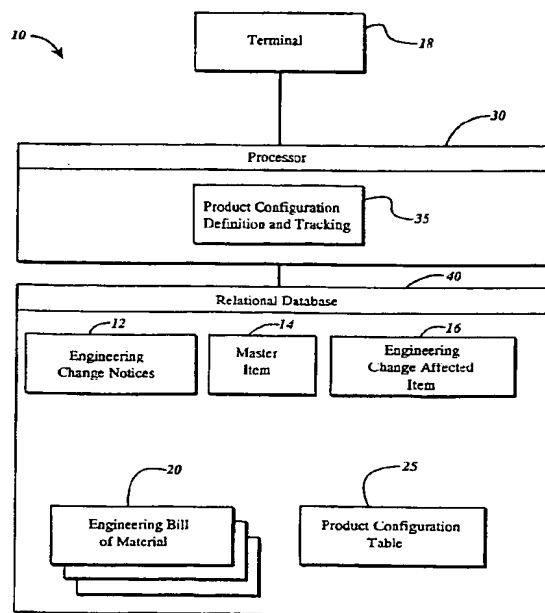 10
Terminal
18
30
Processor
Product Configuration
Definition and Tracking
35
40
Relational Database
12
14
16
Engineering
Change Notices
Master
Item
Engineering
Change Affected
Item
20
25
Engineering Bill
of Material
Product Configuration
Table